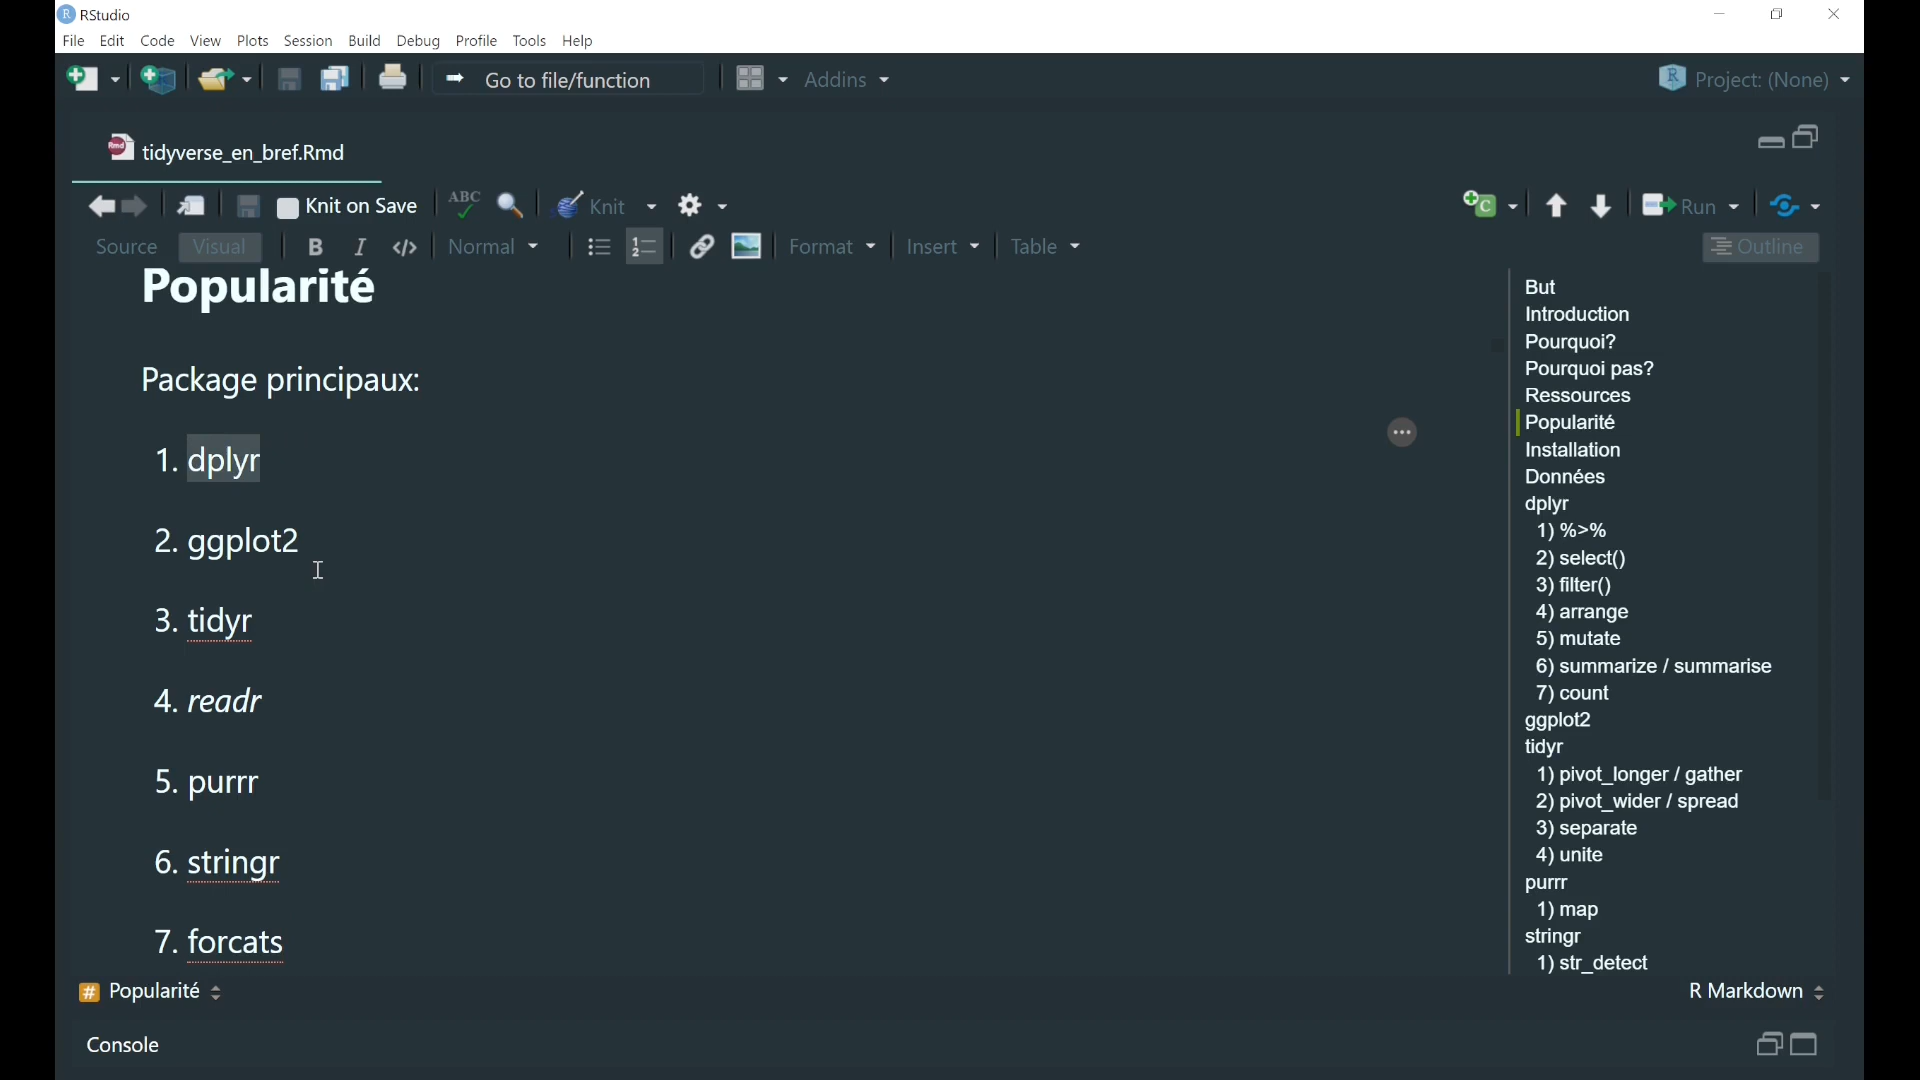 RStudio
File Edit Code View Plots Session Build Debug Profile Tools Help
Go to file/function Addins Project: (None)
tidyverse_en_bref.Rmd
Knit on Save ABC Knit Run
Source Visual B I </> Normal Format Insert Table Outline
Popularité
Package principaux:
1. dplyr
2. ggplot2
3. tidyr
4. readr
5. purrr
6. stringr
7. forcats
But
Introduction
Pourquoi?
Pourquoi pas?
Ressources
Popularité
Installation
Données
dplyr
1) %>%
2) select()
3) filter()
4) arrange
5) mutate
6) summarize / summarise
7) count
ggplot2
tidyr
1) pivot_longer / gather
2) pivot_wider / spread
3) separate
4) unite
purrr
1) map
stringr
1) str_detect
# Popularité R Markdown
Console